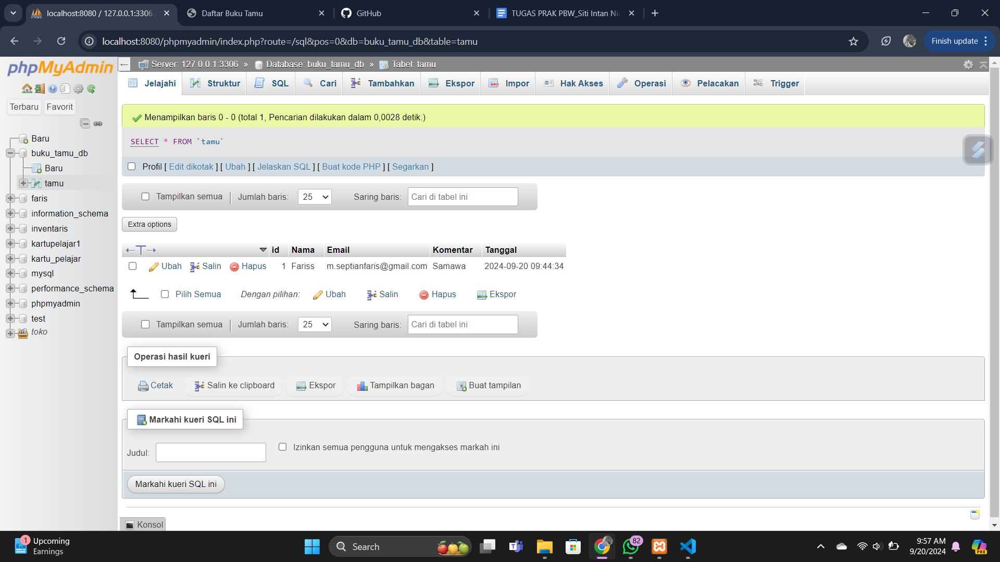 localhost:8080 / 127.0.0.1:3306
Daftar Buku Tamu
GitHub
TUGAS PRAK PBW_Siti Intan Nia
localhost:8080/phpmyadmin/index.php?route=/sql&pos=0&db=buku_tamu_db&table=tamu
Finish update
phpMyAdmin
Terbaru
Favorit
Baru
buku_tamu_db
Baru
tamu
faris
information_schema
inventaris
kartupelajar1
kartu_pelajar
mysql
performance_schema
phpmyadmin
test
toko
Server: 127.0.0.1:3306 » Database: buku_tamu_db » Tabel: tamu
Jelajahi Struktur SQL Cari Tambahkan Ekspor Impor Hak Akses Operasi Pelacakan Trigger
Menampilkan baris 0 - 0 (total 1, Pencarian dilakukan dalam 0,0028 detik.)
SELECT * FROM `tamu`
Profil [ Edit dikotak ] [ Ubah ] [ Jelaskan SQL ] [ Buat kode PHP ] [ Segarkan ]
Tampilkan semua Jumlah baris: 25 Saring baris: Cari di tabel ini
Extra options
id Nama Email Komentar Tanggal
Ubah Salin Hapus 1 Fariss m.septianfaris@gmail.com Samawa 2024-09-20 09:44:34
Pilih Semua Dengan pilihan: Ubah Salin Hapus Ekspor
Tampilkan semua Jumlah baris: 25 Saring baris: Cari di tabel ini
Operasi hasil kueri
Cetak Salin ke clipboard Ekspor Tampilkan bagan Buat tampilan
Markahi kueri SQL ini
Judul: Izinkan semua pengguna untuk mengakses markah ini
Markahi kueri SQL ini
Konsol
1
Upcoming
Earnings
Search
82
9:57 AM
9/20/2024
PRE